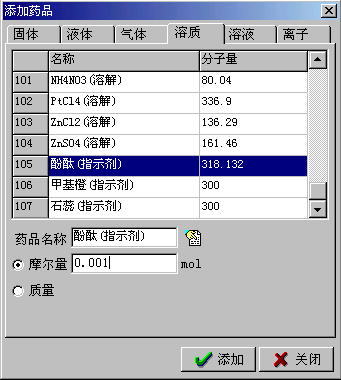 添加药品
固体 液体 气体 溶质 溶液 离子
名称 分子量
101 NH4NO3(溶解) 80.04
102 PtCl4(溶解) 336.9
103 ZnCl2(溶解) 136.29
104 ZnSO4(溶解) 161.46
105 酚酞(指示剂) 318.132
106 甲基橙(指示剂) 300
107 石蕊(指示剂) 300
药品名称 酚酞(指示剂)
摩尔量 0.001 mol
质量
添加 关闭